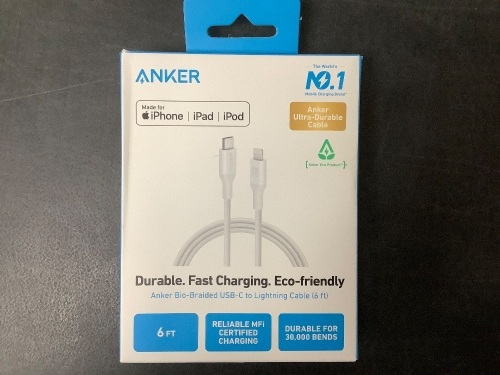 ANKER
The World's
NO.1
Mobile Charging Brand
Made for
iPhone | iPad | iPod
Anker
Ultra-Durable
Cable
Durable. Fast Charging. Eco-friendly
Anker Bio-Braided USB-C to Lightning Cable (6 ft)
6 FT
RELIABLE MFi
CERTIFIED
CHARGING
DURABLE FOR
30,000 BENDS